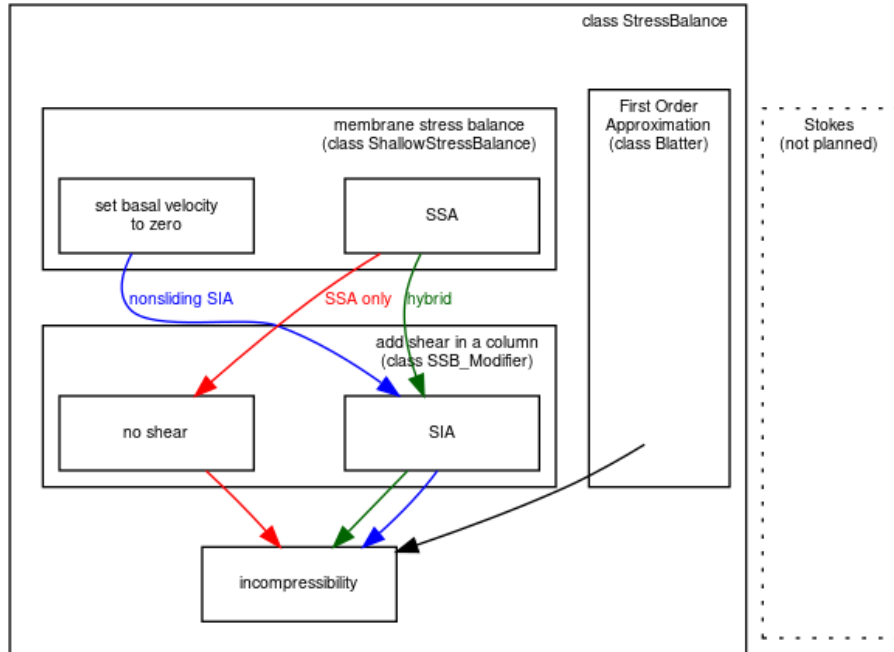 class StressBalance
First Order
Approximation
(class Blatter)
Stokes
(not planned)
membrane stress balance
(class ShallowStressBalance)
set basal velocity
to zero
SSA
nonsliding SIA
SSA only
hybrid
add shear in a column
(class SSB_Modifier)
no shear
SIA
incompressibility